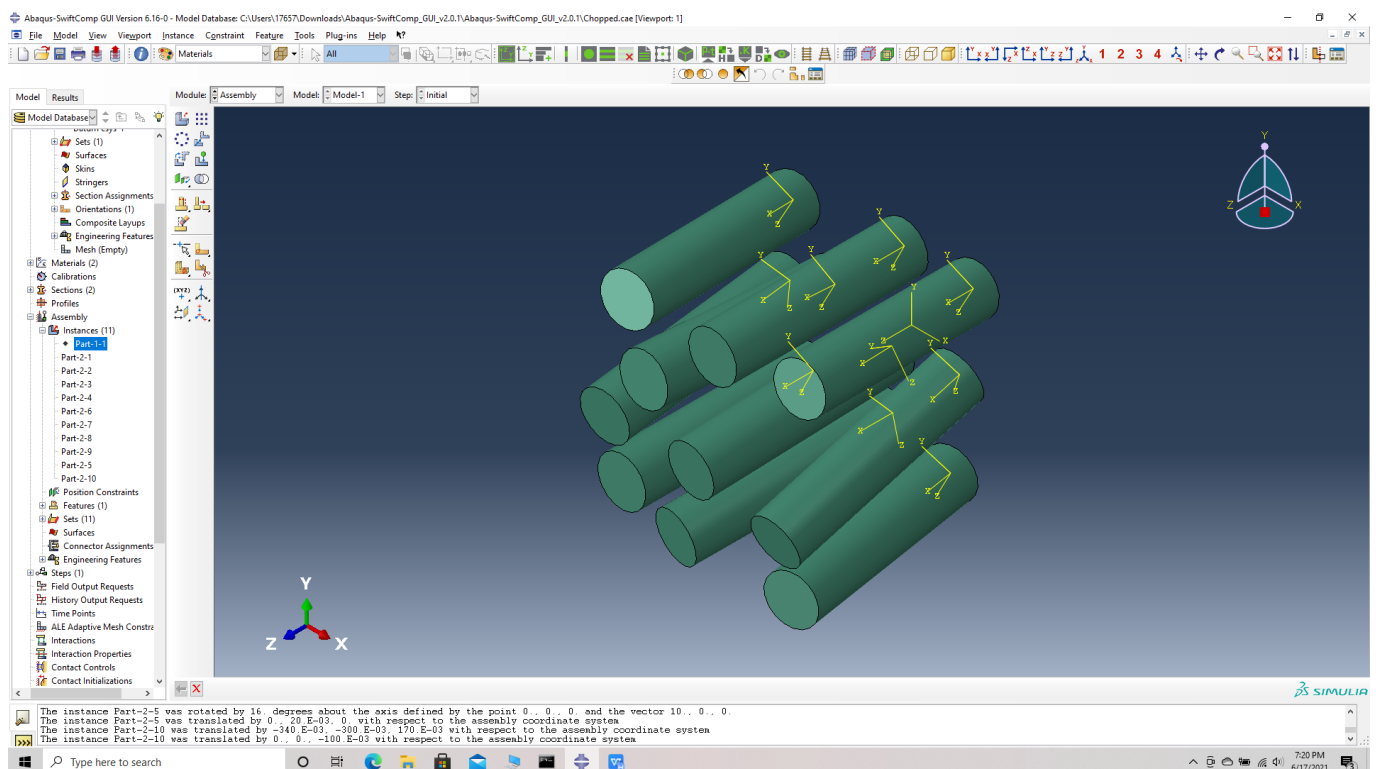 Abaqus-SwiftComp GUI Version 6.16-0 - Model Database: C:\Users\17657\Downloads\Abaqus-SwiftComp_GUI_v2.0.1\Abaqus-SwiftComp_GUI_v2.0.1\Chopped.cae [Viewport: 1]
File Model View Viewport Instance Constraint Feature Tools Plug-ins Help
Materials All 1 2 3 4
Model Results Module: Assembly Model: Model-1 Step: Initial
Model Database
Datum csys-1
Sets (1)
Surfaces
Skins
Stringers
Section Assignments
Orientations (1)
Composite Layups
Engineering Features
Mesh (Empty)
Materials (2)
Calibrations
Sections (2)
Profiles
Assembly
Instances (11)
Part-1-1
Part-2-1
Part-2-2
Part-2-3
Part-2-4
Part-2-6
Part-2-7
Part-2-8
Part-2-9
Part-2-5
Part-2-10
Position Constraints
Features (1)
Sets (11)
Surfaces
Connector Assignments
Engineering Features
Steps (1)
Field Output Requests
History Output Requests
Time Points
ALE Adaptive Mesh Constra
Interactions
Interaction Properties
Contact Controls
Contact Initializations
(XYZ)
Y
Z X
Y
Z X
SIMULIA
The instance Part-2-5 was rotated by 16. degrees about the axis defined by the point 0., 0., 0. and the vector 10., 0., 0.
The instance Part-2-5 was translated by 0., 20.E-03, 0. with respect to the assembly coordinate system
The instance Part-2-10 was translated by -340.E-03, -300.E-03, 170.E-03 with respect to the assembly coordinate system
The instance Part-2-10 was translated by 0., 0., -100.E-03 with respect to the assembly coordinate system
Type here to search
7:20 PM
6/17/2021